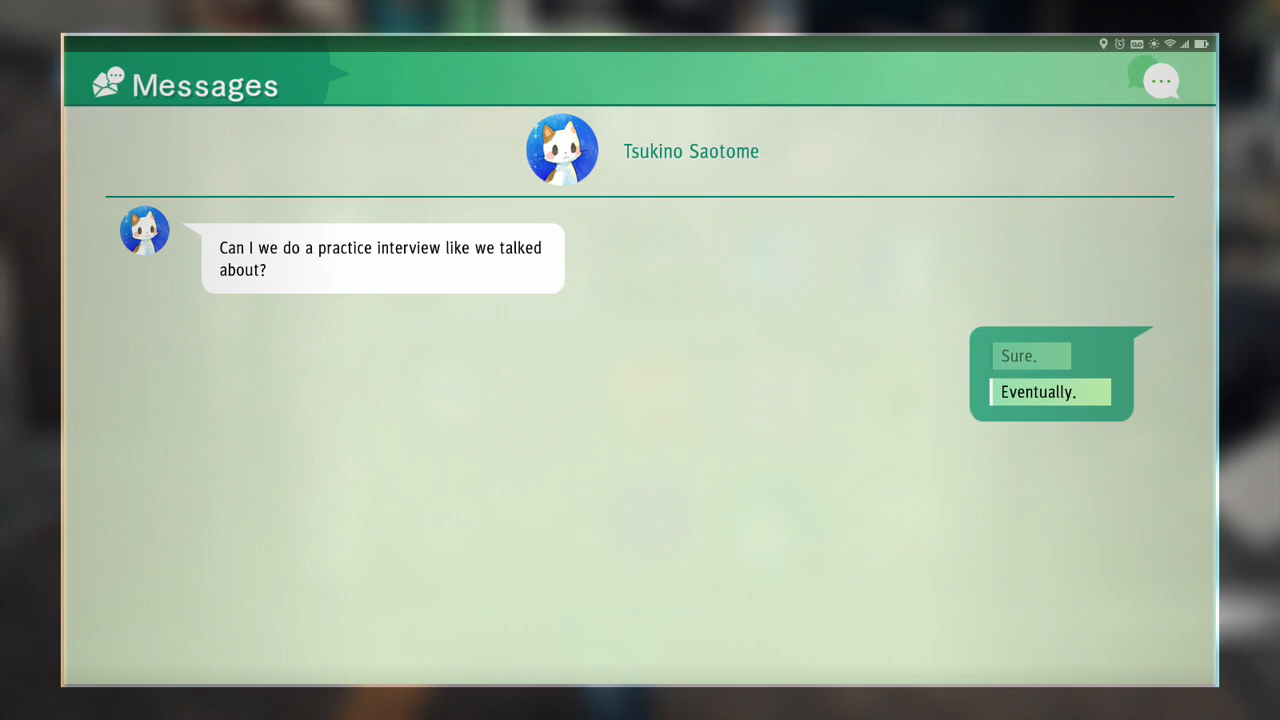 Messages
Tsukino Saotome
Can I we do a practice interview like we talked
about?
Sure.
Eventually.